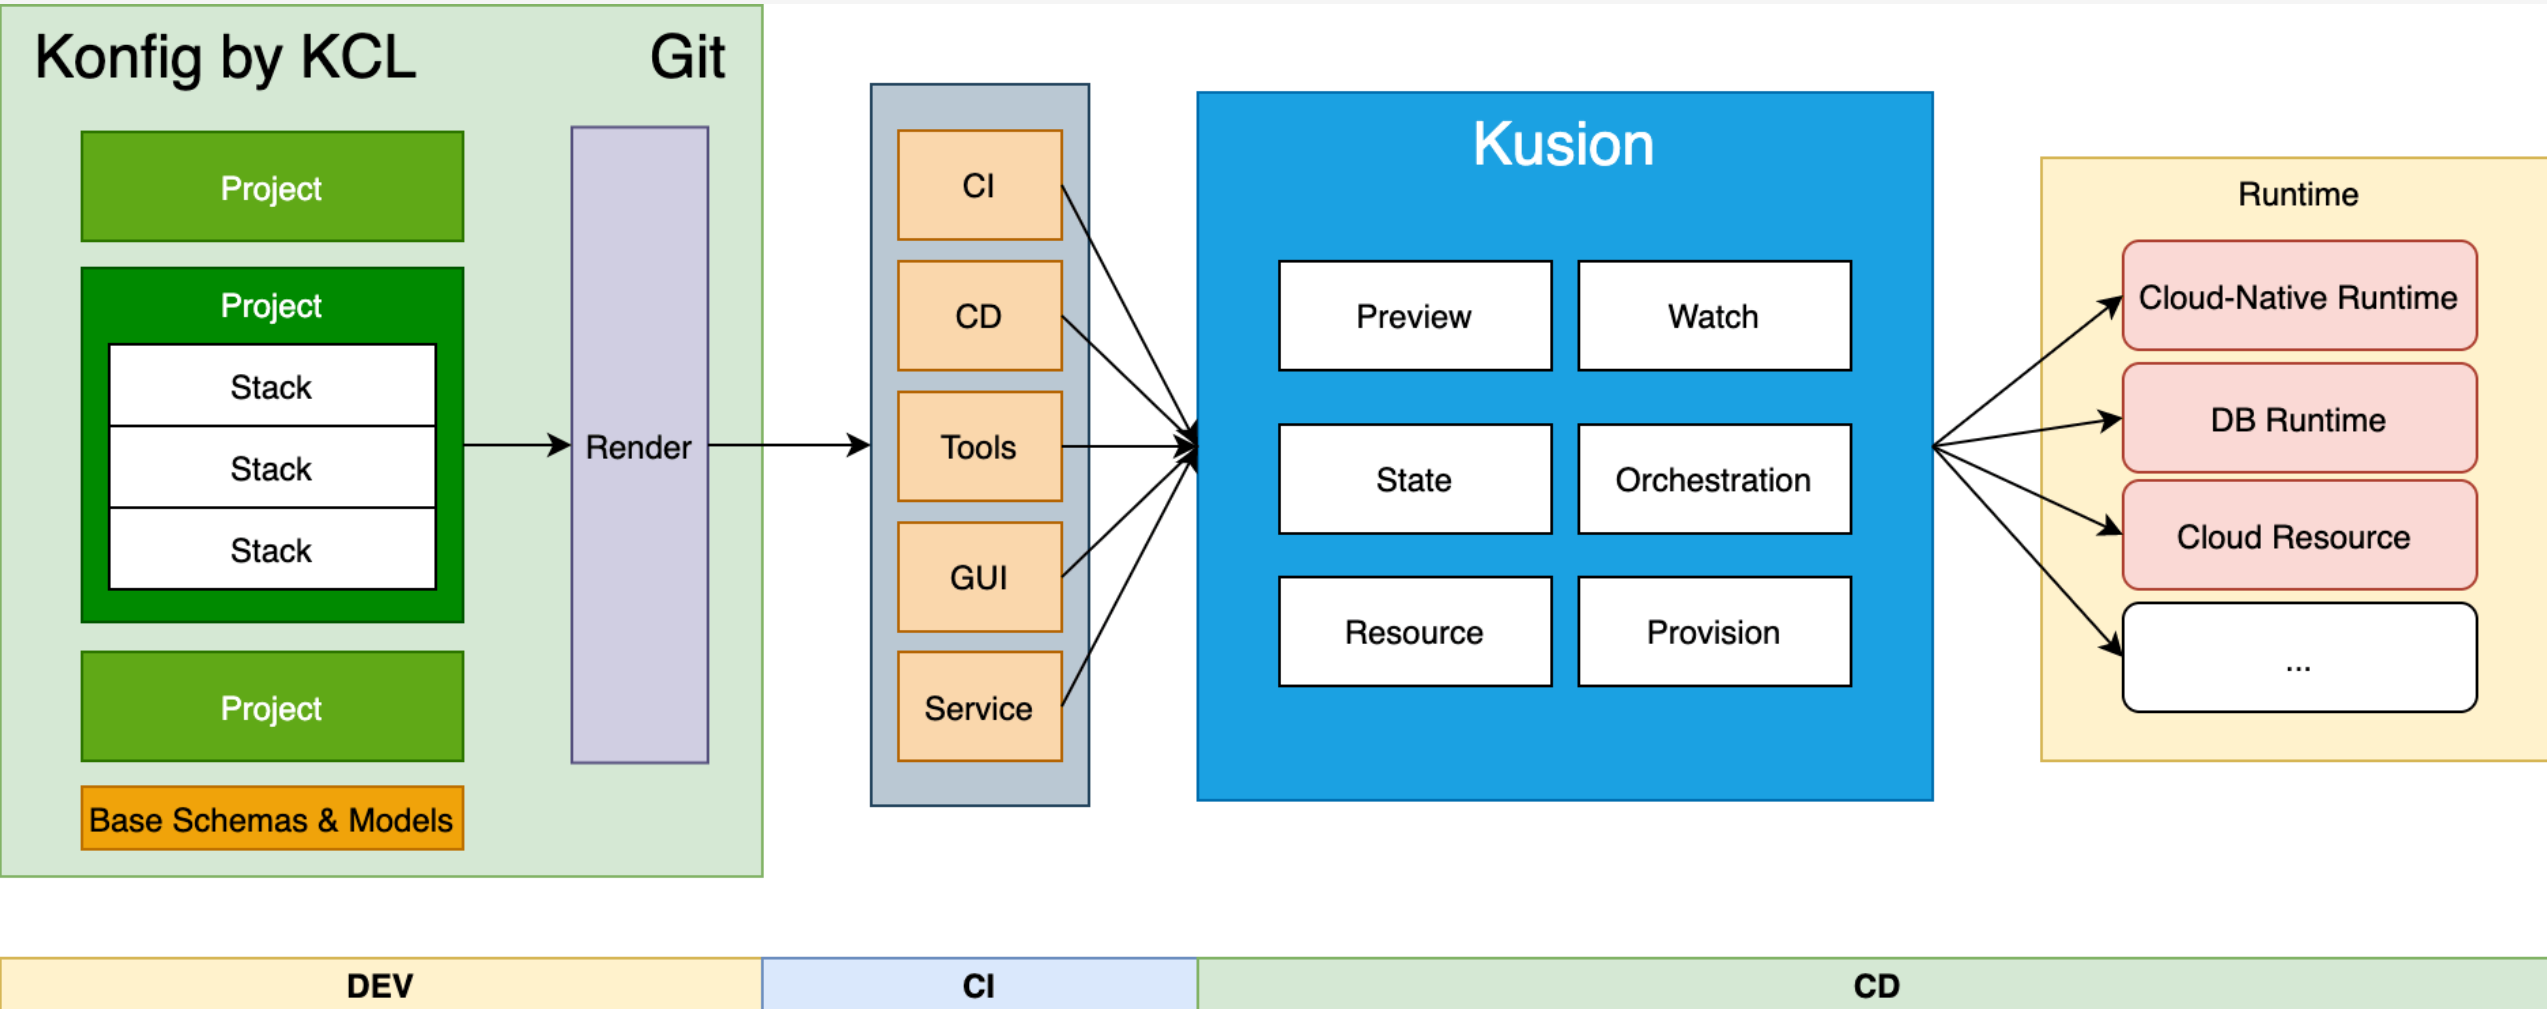 Konfig by KCL
Git
Project
Project
Stack
Stack
Stack
Project
Base Schemas & Models
Render
CI
CD
Tools
GUI
Service
Kusion
Preview
Watch
State
Orchestration
Resource
Provision
Runtime
Cloud-Native Runtime
DB Runtime
Cloud Resource
...
DEV
CI
CD